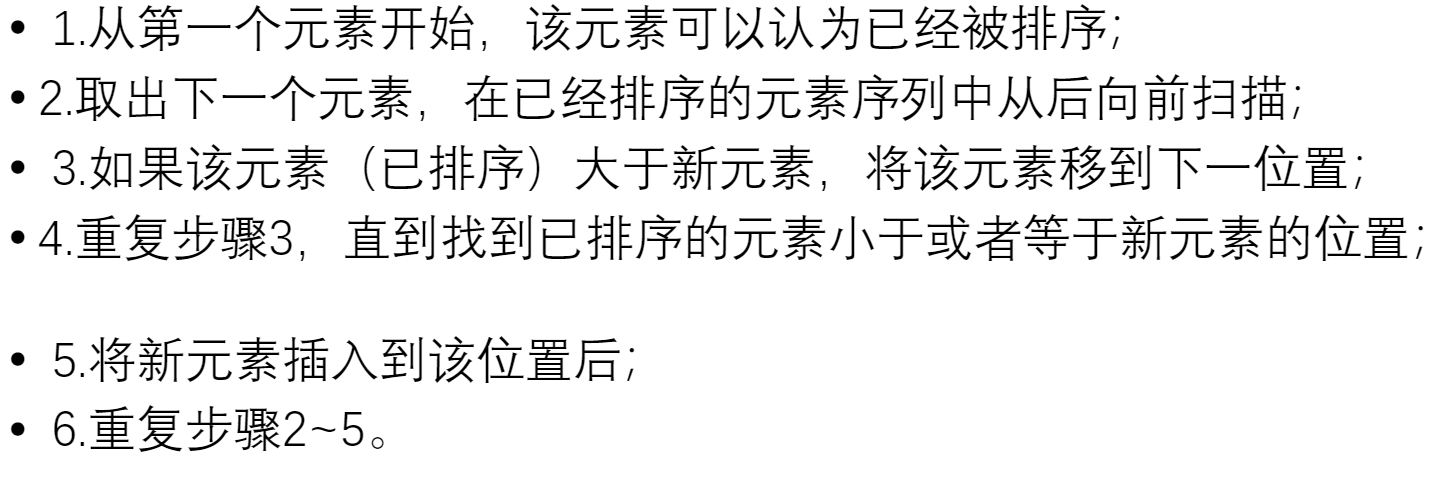 • 1.从第一个元素开始，该元素可以认为已经被排序；
• 2.取出下一个元素，在已经排序的元素序列中从后向前扫描；
• 3.如果该元素（已排序）大于新元素，将该元素移到下一位置；
• 4.重复步骤3，直到找到已排序的元素小于或者等于新元素的位置；
• 5.将新元素插入到该位置后；
• 6.重复步骤2~5。